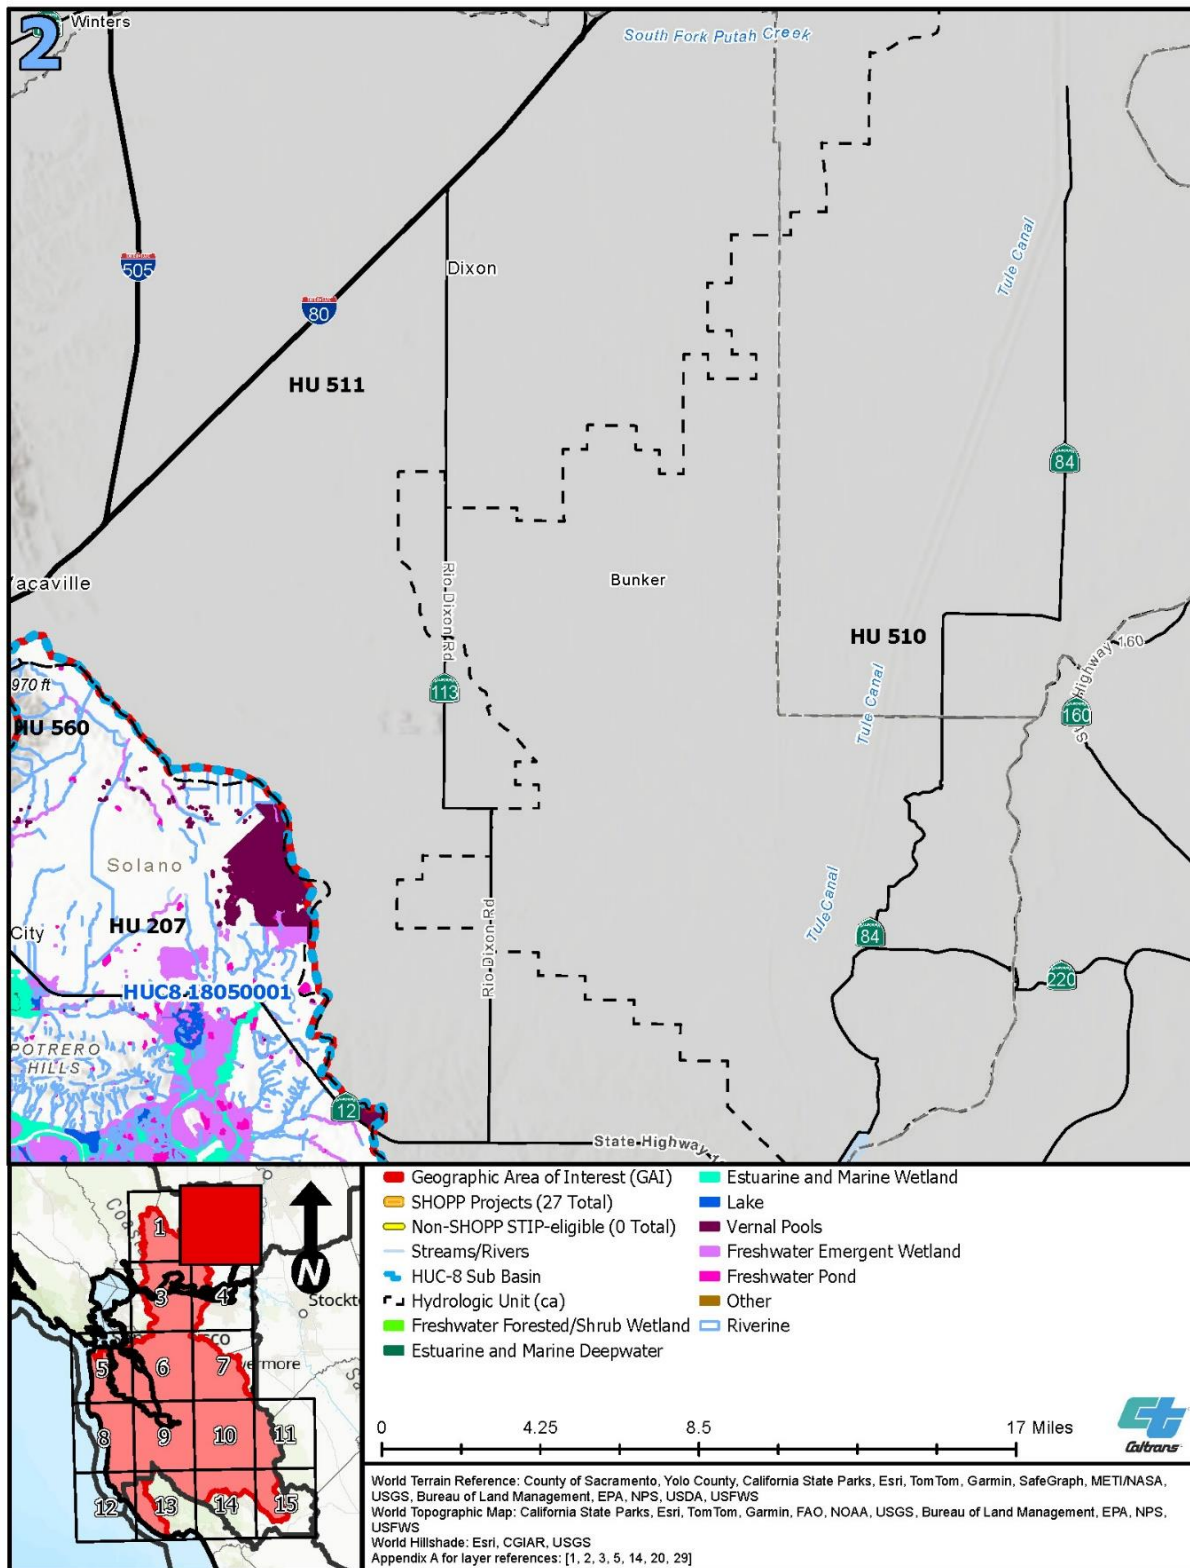 2
Winters
South Fork Putah Creek
505
Dixon
80
Tule Canal
HU 511
84
Rio Dixon Rd
Bunker
HU 510
Highway 160
970 ft
HU 560
113
Tule Canal
160
St
Solano
HU 207
City
Rio Dixon Rd
TuleCanal
84
220
HUC8 18050001
POTRERO
HILLS
12
State Highway
1
3
4
5
6
7
8
9
10
11
12
13
14
15
N
Geographic Area of Interest (GAI)
SHOPP Projects (27 Total)
Non-SHOPP STIP-eligible (0 Total)
Streams/Rivers
HUC-8 Sub Basin
Hydrologic Unit (ca)
Freshwater Forested/Shrub Wetland
Estuarine and Marine Deepwater
Estuarine and Marine Wetland
Lake
Vernal Pools
Freshwater Emergent Wetland
Freshwater Pond
Other
Riverine
0 4.25 8.5 17 Miles
Caltrans
World Terrain Reference: County of Sacramento, Yolo County, California State Parks, Esri, TomTom, Garmin, SafeGraph, METI/NASA,
USGS, Bureau of Land Management, EPA, NPS, USDA, USFWS
World Topographic Map: California State Parks, Esri, TomTom, Garmin, FAO, NOAA, USGS, Bureau of Land Management, EPA, NPS,
USFWS
World Hillshade: Esri, CGIAR, USGS
Appendix A for layer references: [1, 2, 3, 5, 14, 20, 29]